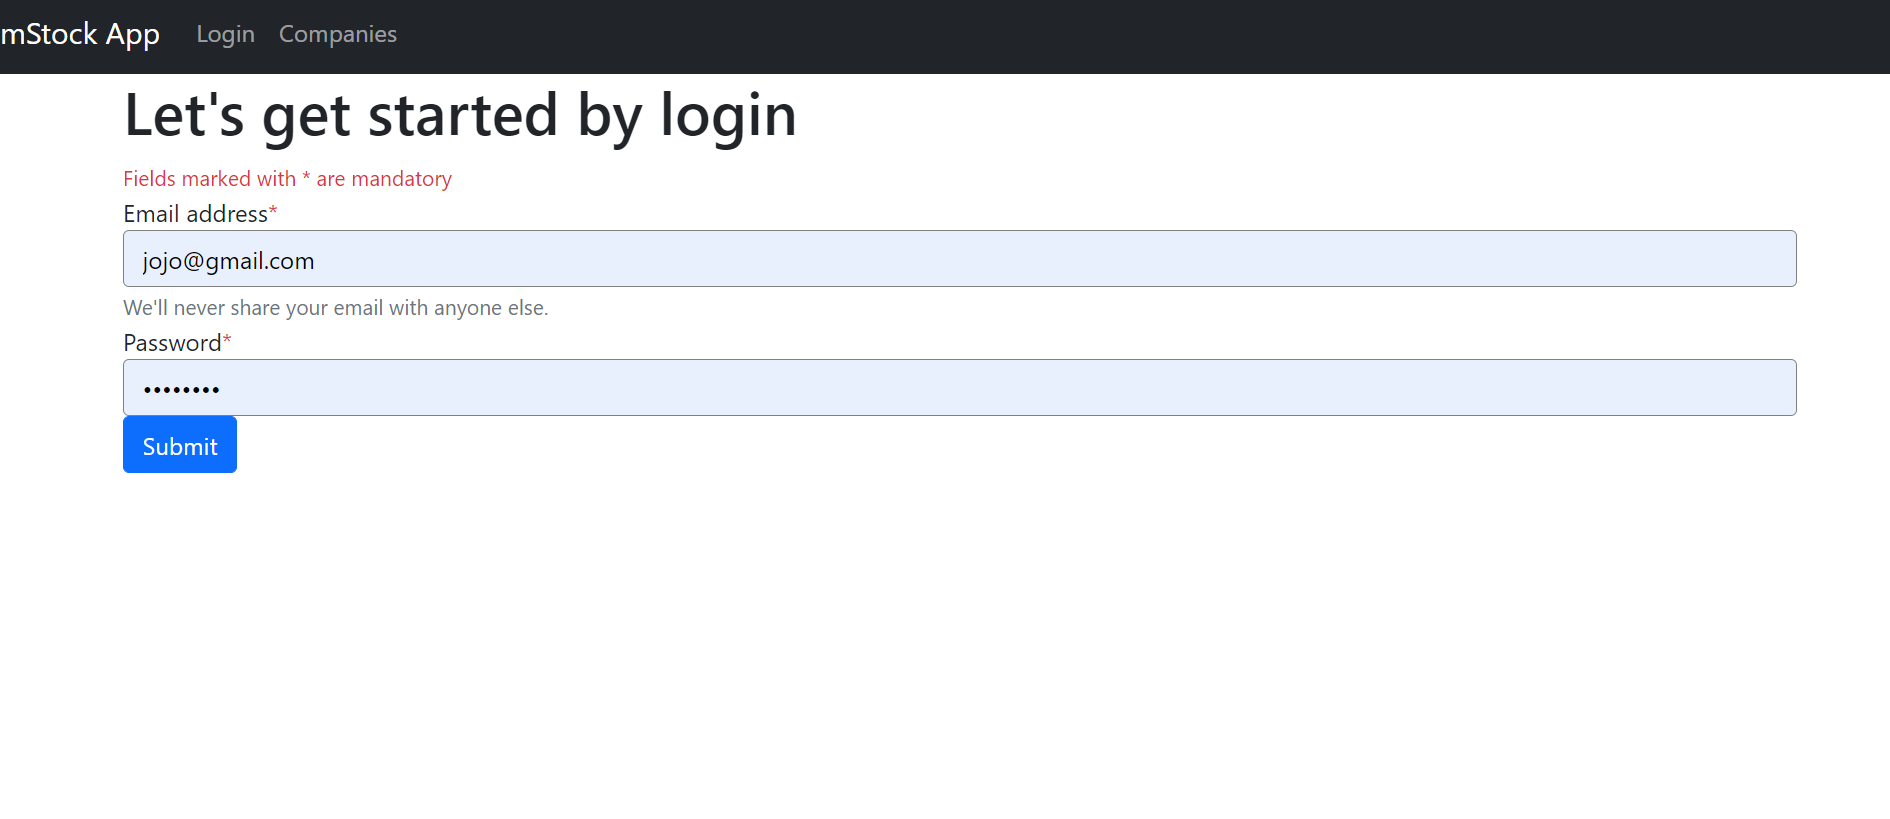 mStock App Login Companies
Let's get started by login
Fields marked with * are mandatory
Email address*
jojo@gmail.com
We'll never share your email with anyone else.
Password*
••••••••
Submit